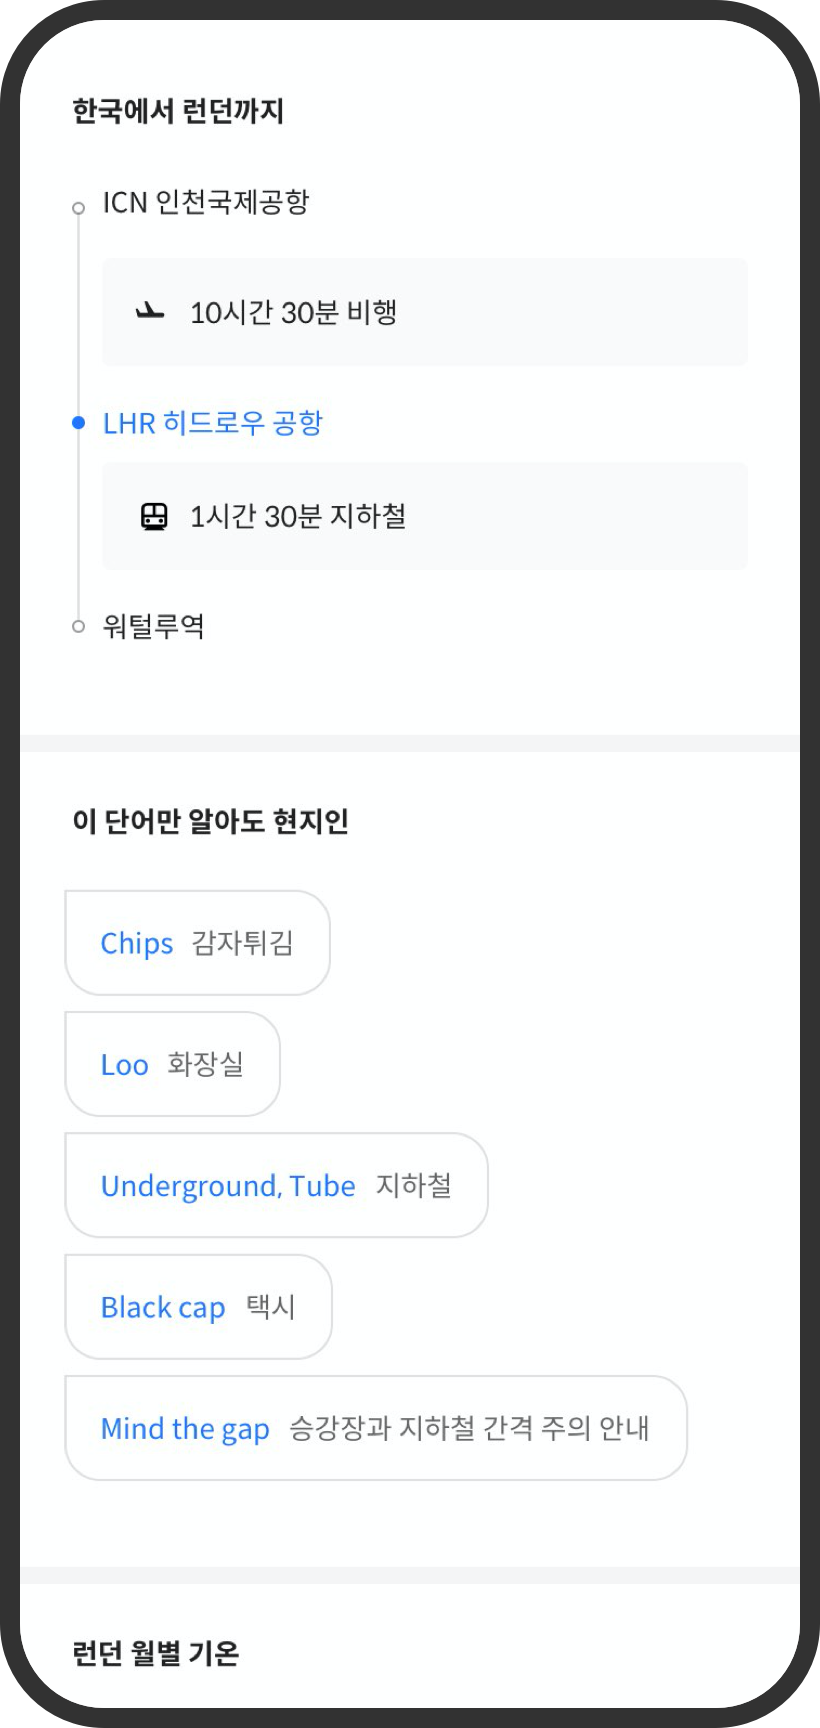 한국에서 런던까지
ICN 인천국제공항
10시간 30분 비행
LHR 히드로우 공항
1시간 30분 지하철
워털루역
이 단어만 알아도 현지인
Chips 감자튀김
Loo 화장실
Underground, Tube 지하철
Black cap 택시
Mind the gap 승강장과 지하철 간격 주의 안내
런던 월별 기온